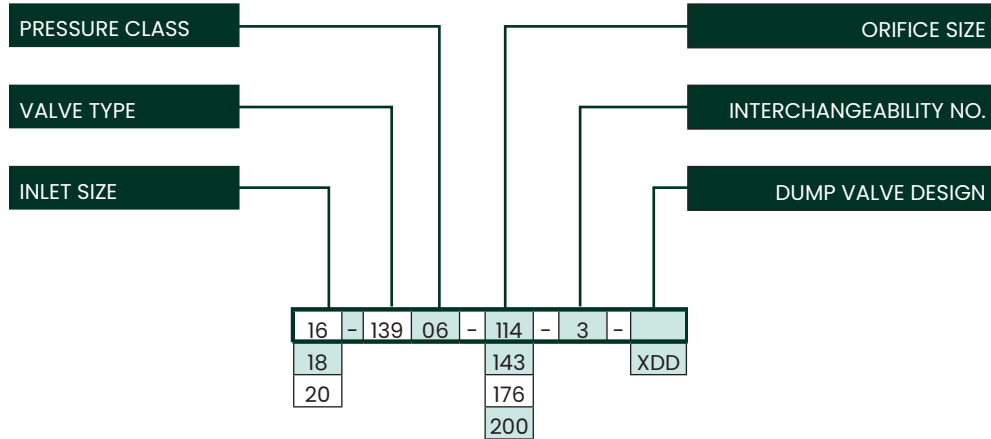 PRESSURE CLASS
ORIFICE SIZE
VALVE TYPE
INTERCHANGEABILITY NO.
INLET SIZE
DUMP VALVE DESIGN
16 - 139 06 - 114 - 3 -
18 143 XDD
20 176
200